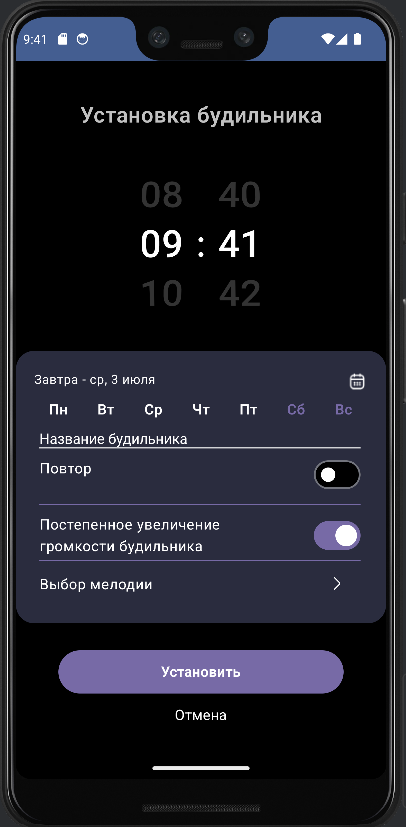 9:41
Установка будильника
08 40
09 : 41
10 42
Завтра - ср, 3 июля
Пн Вт Ср Чт Пт Сб Вс
Название будильника
Повтор
Постепенное увеличение
громкости будильника
Выбор мелодии
Установить
Отмена